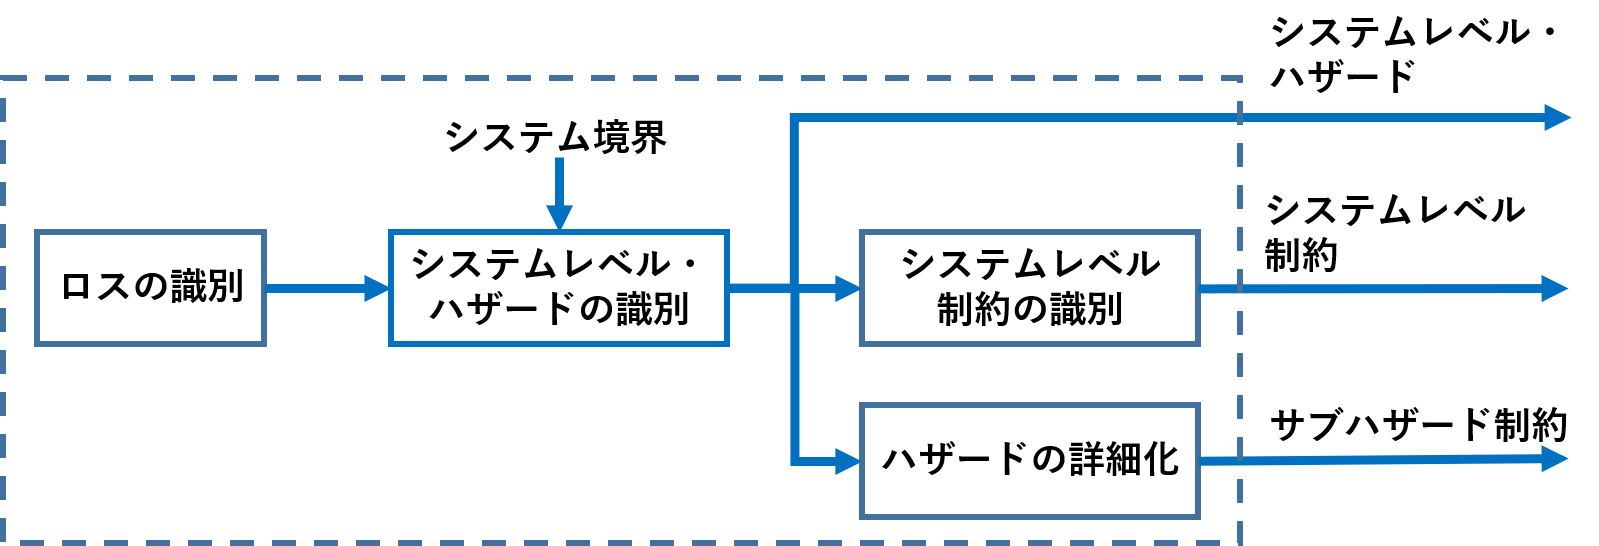 システムレベル・
ハザード
システム境界
システムレベル
制約
ロスの識別
システムレベル・
ハザードの識別
システムレベル
制約の識別
サブハザード制約
ハザードの詳細化